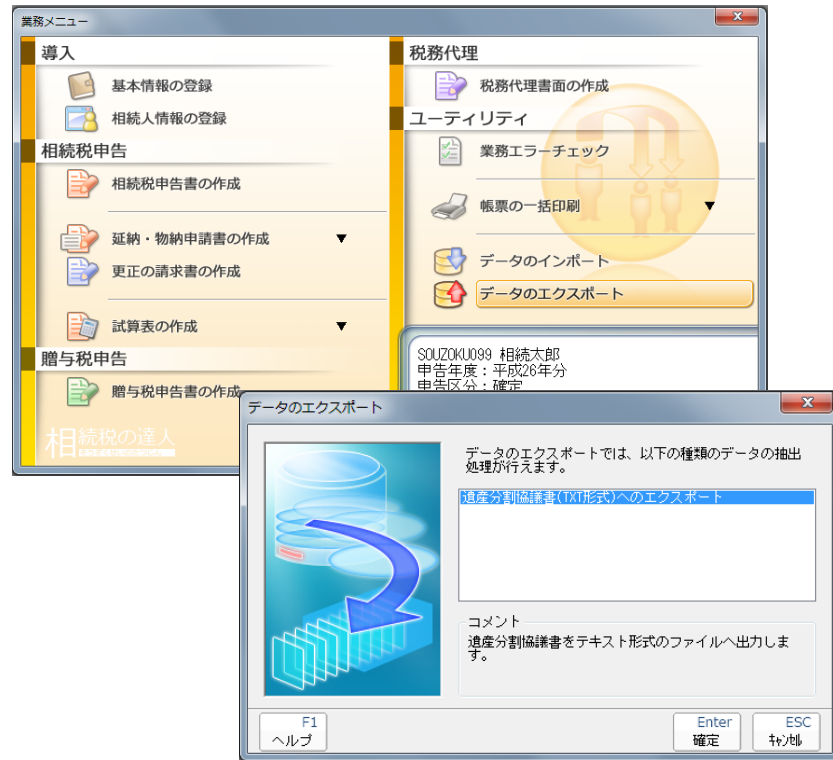 業務メニュー
導入
基本情報の登録
相続人情報の登録
相続税申告
相続税申告書の作成
延納・物納申請書の作成 ▼
更正の請求書の作成
試算表の作成 ▼
贈与税申告
贈与税申告書の作成
相続税の達人
そうぞくぜいのたつじん
税務代理
税務代理書面の作成
ユーティリティ
業務エラーチェック
帳票の一括印刷 ▼
データのインポート
データのエクスポート
SOUZOKU099 相続太郎
申告年度：平成26年分
申告区分：確定
データのエクスポート
データのエクスポートでは、以下の種類のデータの抽出
処理が行えます。
遺産分割協議書(TXT形式)へのエクスポート
コメント
遺産分割協議書をテキスト形式のファイルへ出力しま
す。
F1
ヘルプ
Enter
確定
ESC
ｷｬﾝｾﾙ